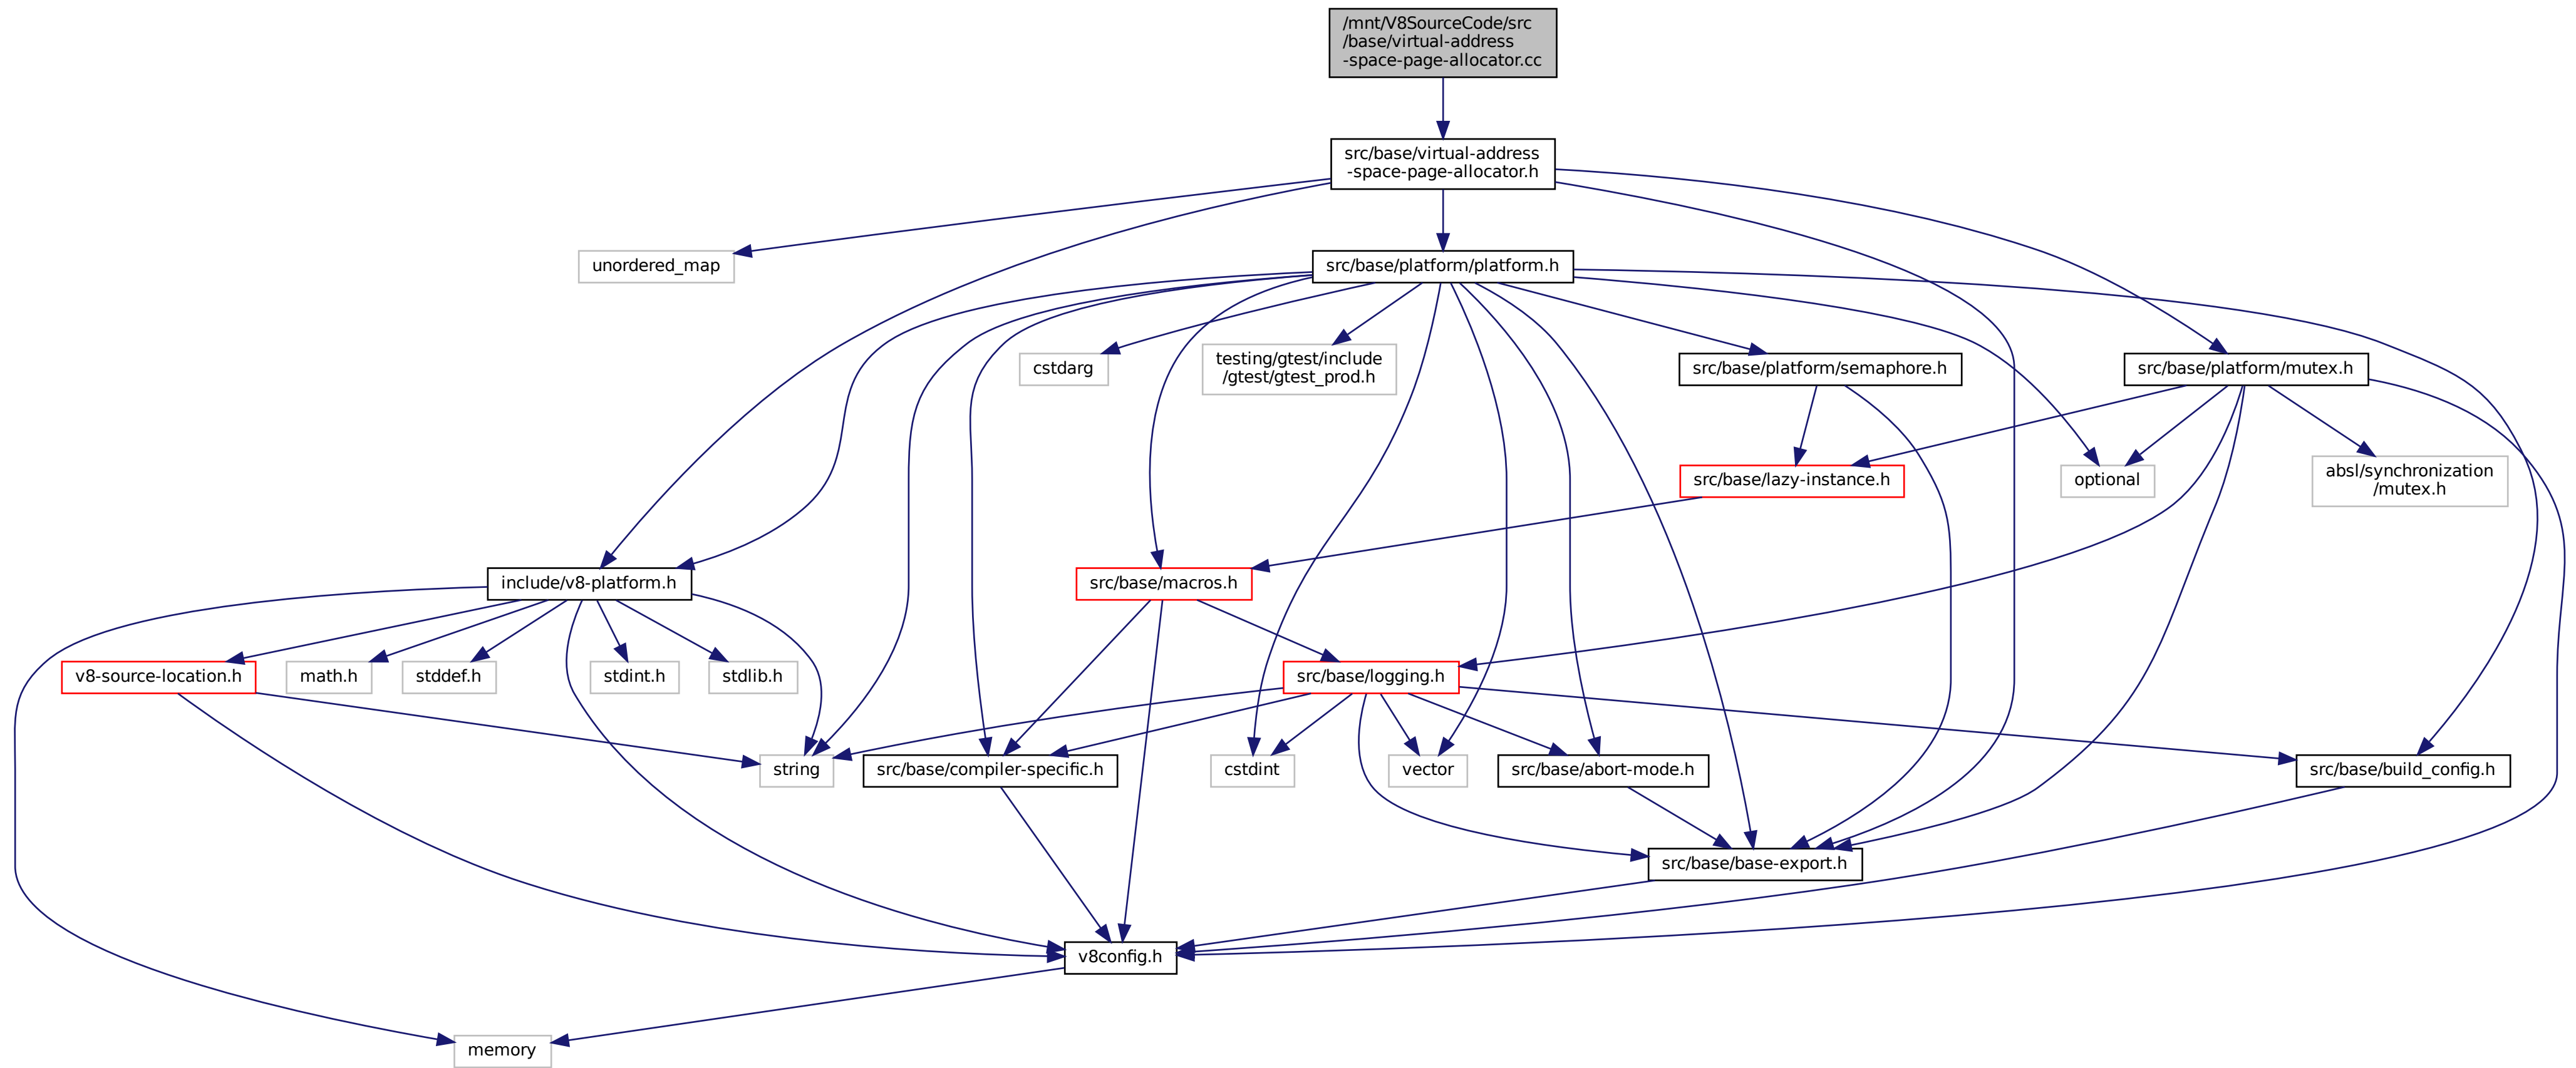 /mnt/V8SourceCode/src
/base/virtual-address
-space-page-allocator.cc
src/base/virtual-address
-space-page-allocator.h
unordered_map
src/base/platform/platform.h
cstdarg
testing/gtest/include
/gtest/gtest_prod.h
src/base/platform/semaphore.h
src/base/platform/mutex.h
src/base/lazy-instance.h
optional
absl/synchronization
/mutex.h
include/v8-platform.h
src/base/macros.h
v8-source-location.h
math.h
stddef.h
stdint.h
stdlib.h
src/base/logging.h
string
src/base/compiler-specific.h
cstdint
vector
src/base/abort-mode.h
src/base/build_config.h
src/base/base-export.h
v8config.h
memory